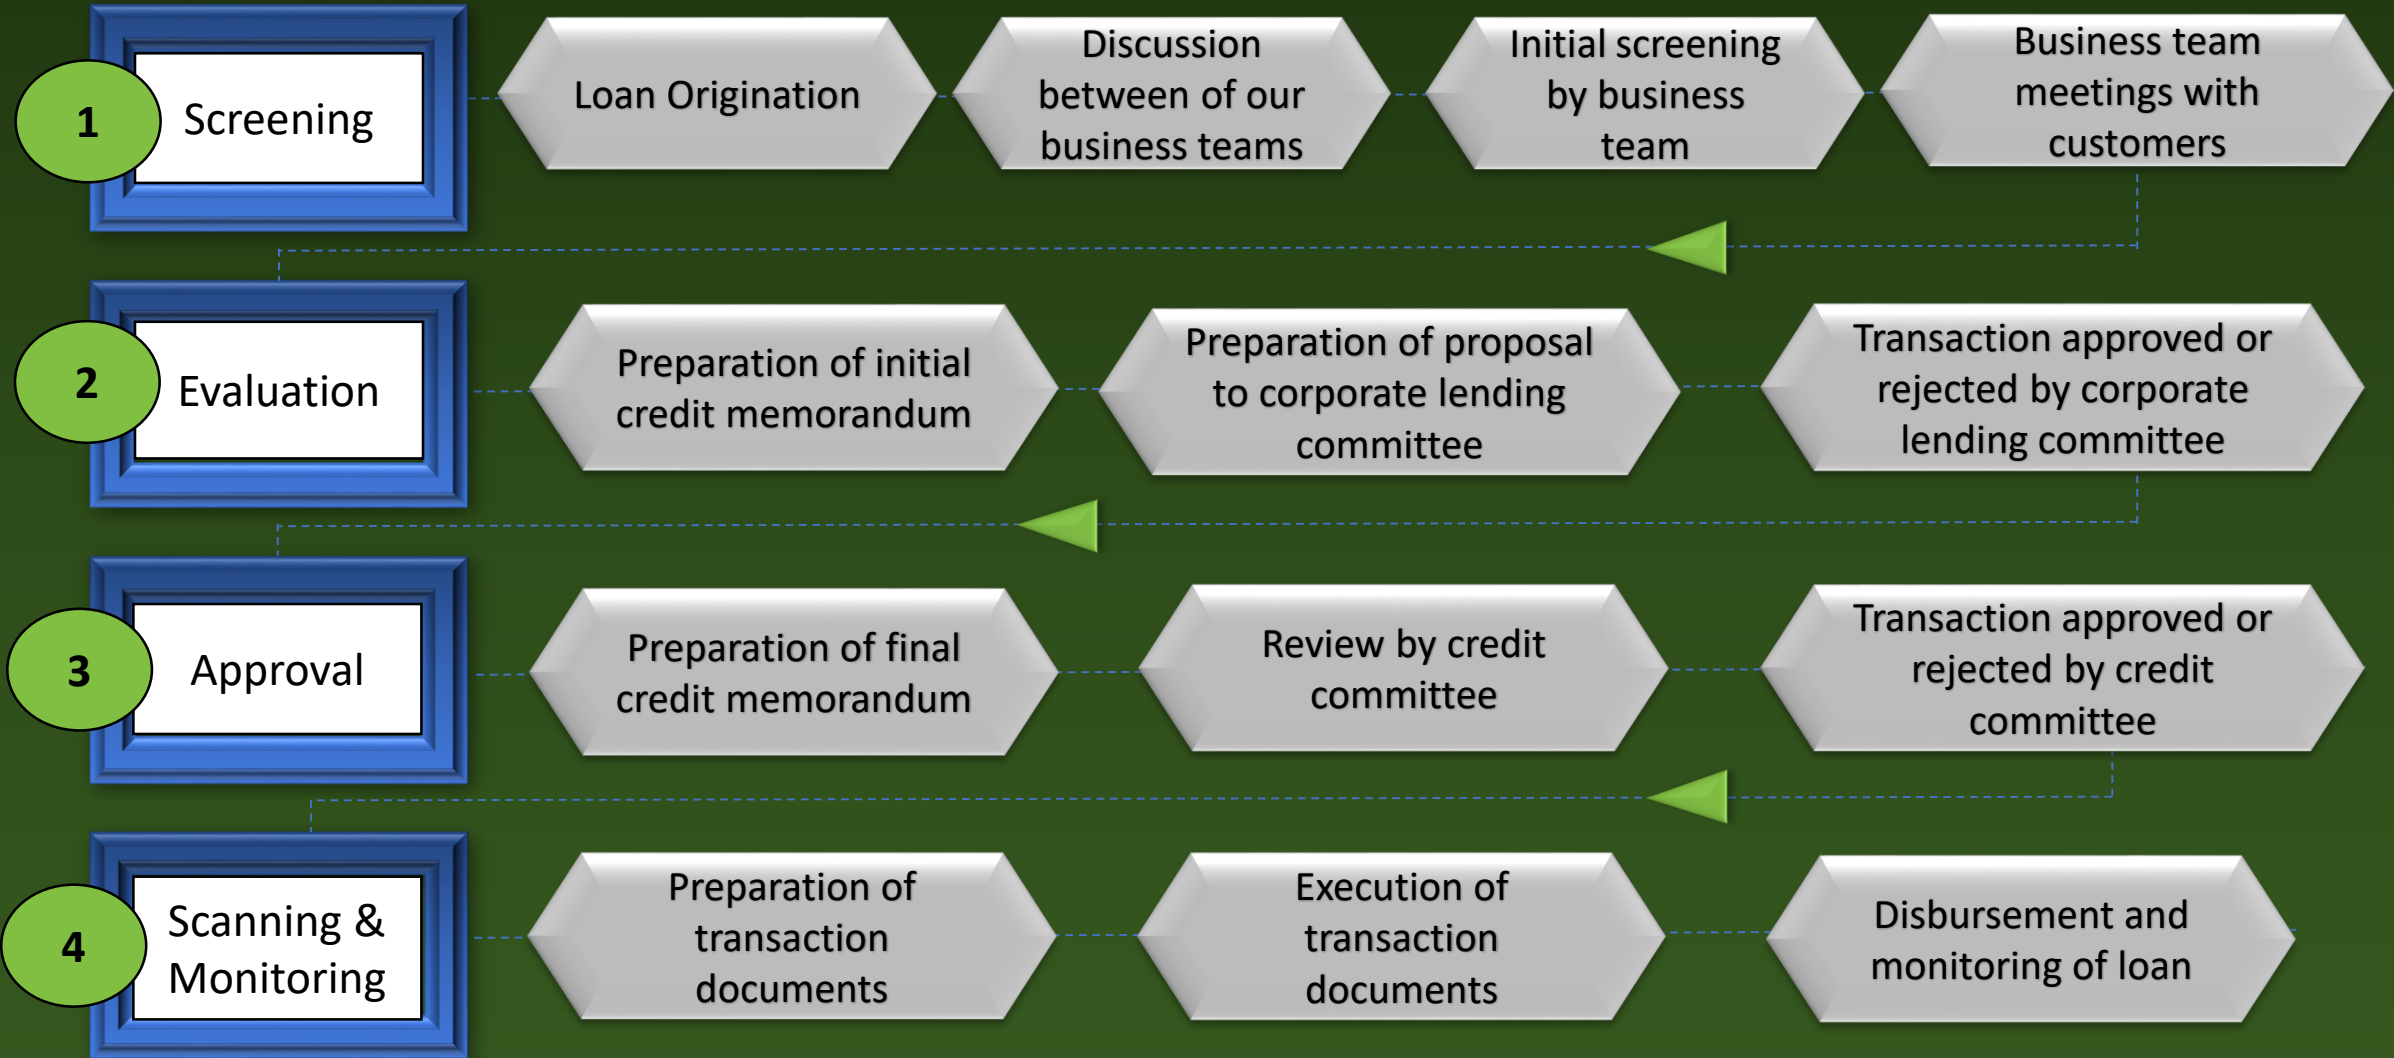 1
Screening
Loan Origination
Discussion
between of our
business teams
Initial screening
by business
team
Business team
meetings with
customers
2
Evaluation
Preparation of initial
credit memorandum
Preparation of proposal
to corporate lending
committee
Transaction approved or
rejected by corporate
lending committee
3
Approval
Preparation of final
credit memorandum
Review by credit
committee
Transaction approved or
rejected by credit
committee
4
Scanning &
Monitoring
Preparation of
transaction
documents
Execution of
transaction
documents
Disbursement and
monitoring of loan